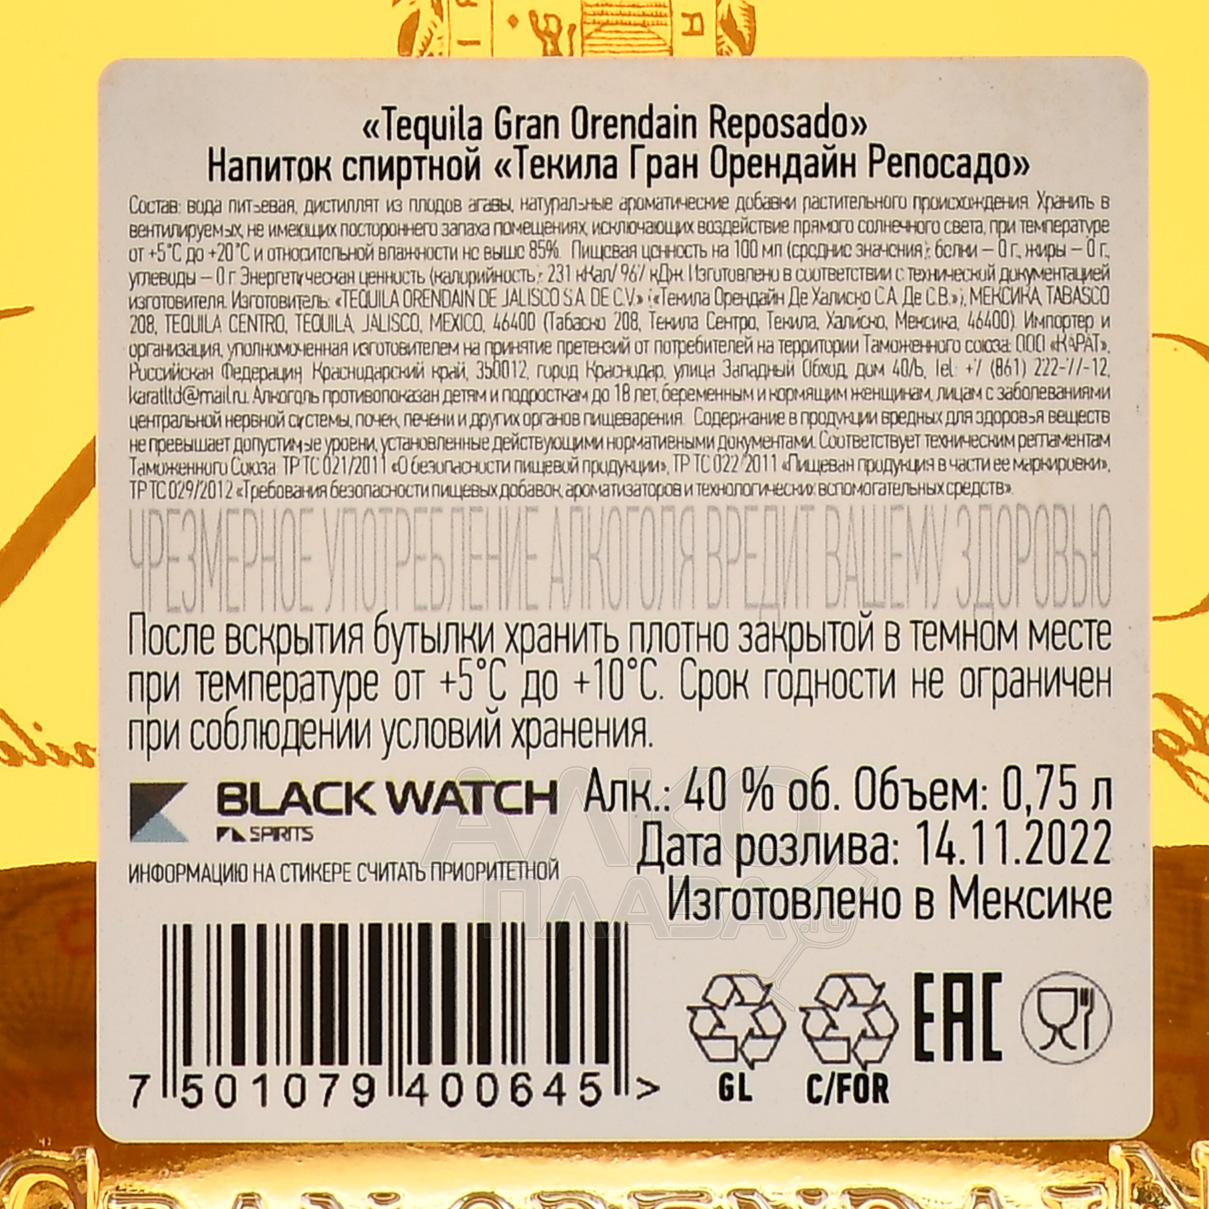 «Tequila Gran Orendain Reposado»
Напиток спиртной «Текила Гран Орендайн Репосадо»
Состав: вода питьевая, дистиллят из плодов агавы, натуральные ароматические добавки растительного происхождения. Хранить в
вентилируемых, не имеющих постороннего запаха помещениях, исключающих воздействие прямого солнечного света, при температуре
от +5°С до +20°С и относительной влажности не выше 85%. Пищевая ценность на 100 мл (средние значения): белки – 0 г, жиры – 0 г,
углеводы – 0 г. Энергетическая ценность (калорийность): 231 кКал/ 967 кДж. Изготовлено в соответствии с технической документацией
изготовителя. Изготовитель: «TEQUILA ORENDAIN DE JALISCO S.A. DE C.V.» («Текила Орендайн Де Халиско С.А. Де С.В.»), МЕКСИКА, TABASCO
208, TEQUILA CENTRO, TEQUILA, JALISCO, MEXICO, 46400 (Табаско 208, Текила Сентро, Текила, Халиско, Мексика, 46400). Импортер и
организация, уполномоченная изготовителем на принятие претензий от потребителей на территории Таможенного союза: ООО «КАРАТ»,
Российская Федерация, Краснодарский край, 350012, город Краснодар, улица Западный Обход, дом 40/Б, Tel: +7 (861) 222-77-12,
karatltd@mail.ru. Алкоголь противопоказан детям и подросткам до 18 лет, беременным и кормящим женщинам, лицам с заболеваниями
центральной нервной системы, почек, печени и других органов пищеварения. Содержание в продукции вредных для здоровья веществ
не превышает допустимые уровни, установленные действующими нормативными документами. Соответствует техническим регламентам
Таможенного Союза: ТР ТС 021/2011 «О безопасности пищевой продукции», ТР ТС 022/2011 «Пищевая продукция в части ее маркировки»,
ТР ТС 029/2012 «Требования безопасности пищевых добавок, ароматизаторов и технологических вспомогательных средств».
ЧРЕЗМЕРНОЕ УПОТРЕБЛЕНИЕ АЛКОГОЛЯ ВРЕДИТ ВАШЕМУ ЗДОРОВЬЮ
После вскрытия бутылки хранить плотно закрытой в темном месте
при температуре от +5°С до +10°С. Срок годности не ограничен
при соблюдении условий хранения.
BLACK WATCH
SPIRITS
ИНФОРМАЦИЮ НА СТИКЕРЕ СЧИТАТЬ ПРИОРИТЕТНОЙ
Алк.: 40 % об. Объем: 0,75 л
Дата розлива: 14.11.2022
Изготовлено в Мексике
АЛКО
ПЛАЗА.ru
7 501079 400645 >
GL
C/FOR
EAC
GRAN ORENDAIN